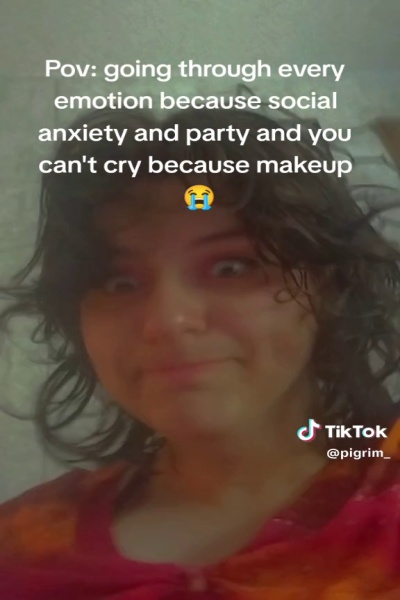 Pov: going through every
emotion because social
anxiety and party and you
can't cry because makeup
😭
TikTok
@pigrim_